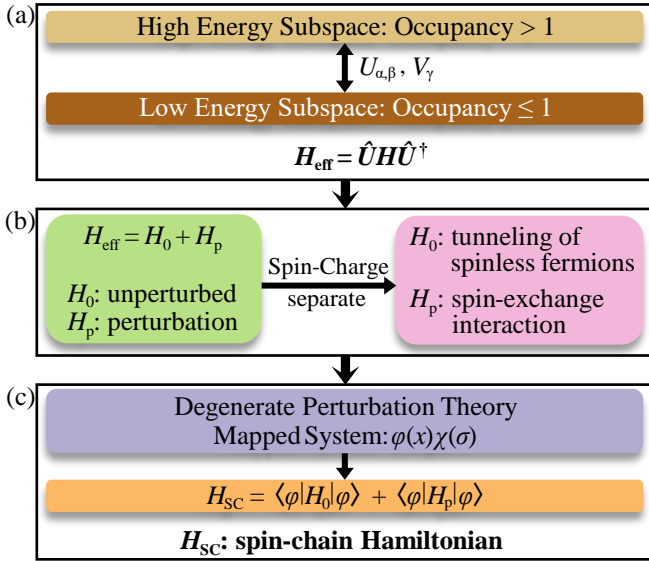 (a)
High Energy Subspace: Occupancy > 1
U_{α,β} , V_γ
Low Energy Subspace: Occupancy ≤ 1
H_eff = ÛHÛ†
(b)
H_eff = H_0 + H_p
H_0: unperturbed
H_p: perturbation
Spin-Charge
separate
H_0: tunneling of
spinless fermions
H_p: spin-exchange
interaction
(c)
Degenerate Perturbation Theory
Mapped System: φ(x)χ(σ)
H_SC = ⟨φ|H_0|φ⟩ + ⟨φ|H_p|φ⟩
H_SC: spin-chain Hamiltonian